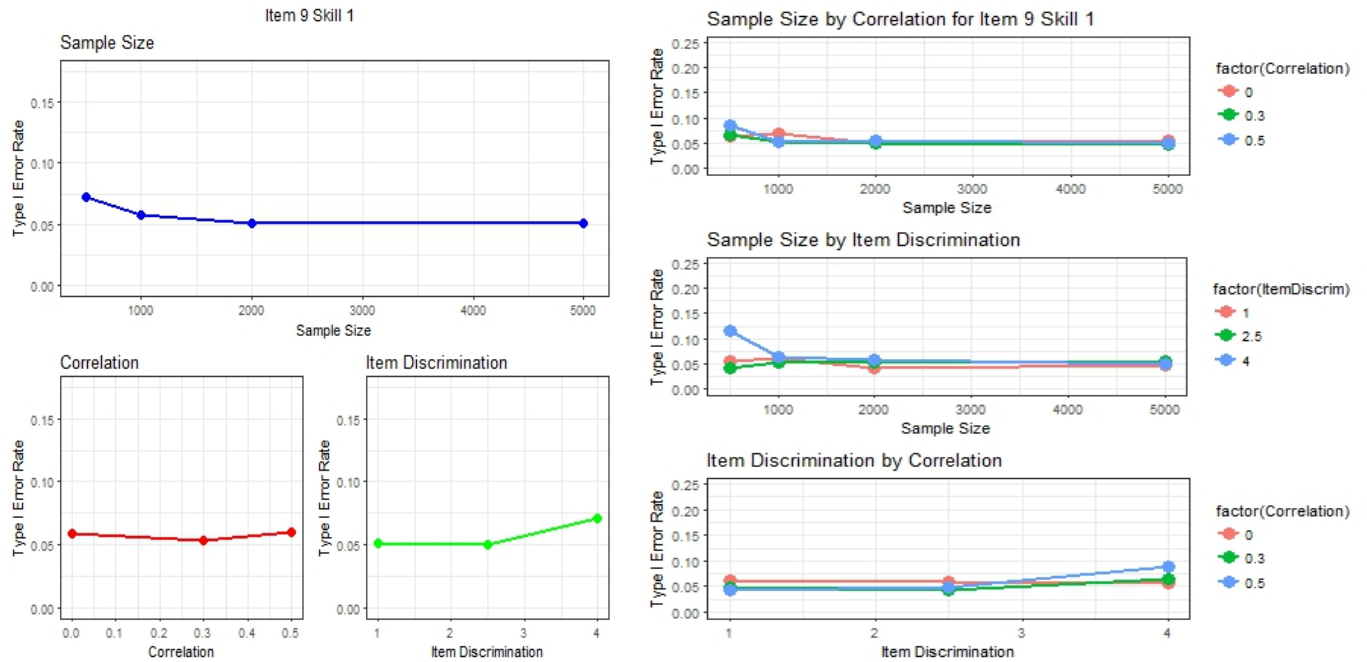 Item 9 Skill 1
Sample Size
Type I Error Rate
0.15
0.10
0.05
0.00
1000 2000 3000 4000 5000
Sample Size
Correlation
Type I Error Rate
0.15
0.10
0.05
0.00
0.0 0.1 0.2 0.3 0.4 0.5
Correlation
Item Discrimination
Type I Error Rate
0.15
0.10
0.05
0.00
1 2 3 4
Item Discrimination
Sample Size by Correlation for Item 9 Skill 1
Type I Error Rate
0.25
0.20
0.15
0.10
0.05
0.00
1000 2000 3000 4000 5000
Sample Size
factor(Correlation)
0
0.3
0.5
Sample Size by Item Discrimination
Type I Error Rate
0.25
0.20
0.15
0.10
0.05
0.00
1000 2000 3000 4000 5000
Sample Size
factor(ItemDiscrim)
1
2.5
4
Item Discrimination by Correlation
Type I Error Rate
0.25
0.20
0.15
0.10
0.05
0.00
1 2 3 4
Item Discrimination
factor(Correlation)
0
0.3
0.5